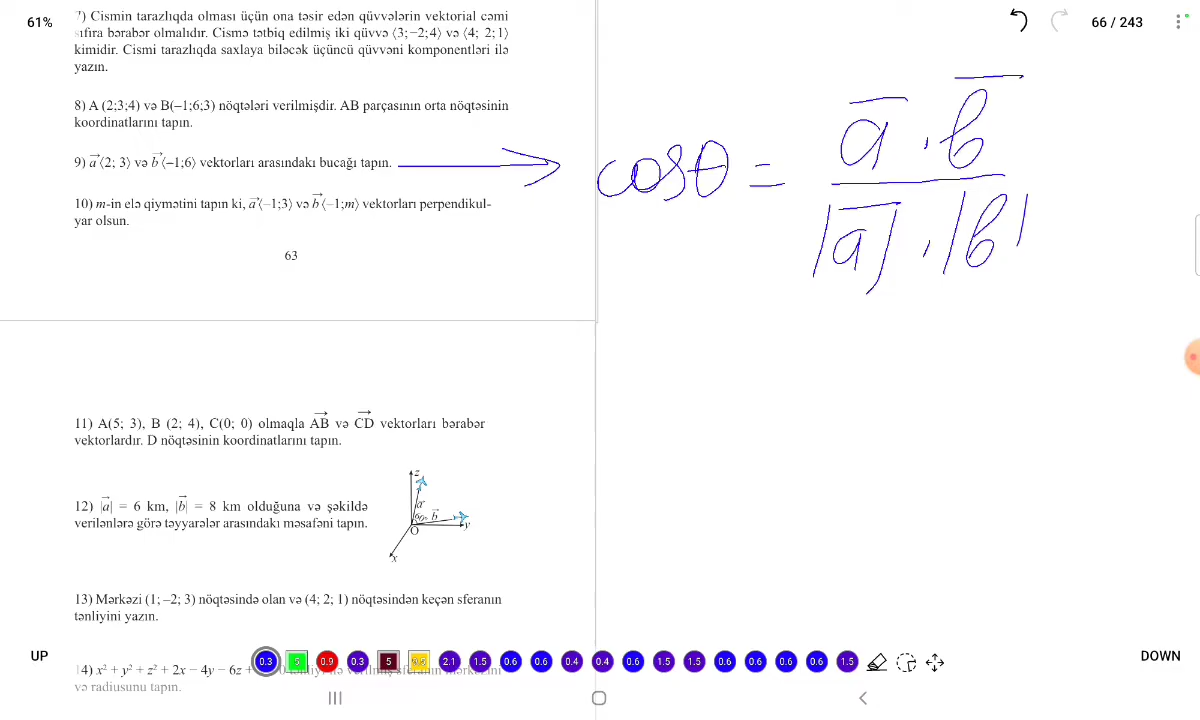 61%
66 / 243
7) Cismin tarazlıqda olması üçün ona təsir edən qüvvələrin vektorial cəmi
sıfıra bərabər olmalıdır. Cismə tətbiq edilmiş iki qüvvə ⟨3; −2; 4⟩ və ⟨4; 2; 1⟩
kimidir. Cismi tarazlıqda saxlaya biləcək üçüncü qüvvəni komponentləri ilə
yazın.
8) A (2;3;4) və B(−1;6;3) nöqtələri verilmişdir. AB parçasının orta nöqtəsinin
koordinatlarını tapın.
9) a⃗ ⟨2; 3⟩ və b⃗ ⟨−1;6⟩ vektorları arasındakı bucağı tapın.
10) m-in elə qiymətini tapın ki, a⃗ ⟨−1;3⟩ və b⃗ ⟨−1;m⟩ vektorları perpendikul-
yar olsun.
63
cosθ = (a̅ · b̅) / (|a̅| · |b|)
11) A(5; 3), B (2; 4), C(0; 0) olmaqla AB⃗ və CD⃗ vektorları bərabər
vektorlardır. D nöqtəsinin koordinatlarını tapın.
12) |a⃗| = 6 km, |b⃗| = 8 km olduğuna və şəkildə
verilənlərə görə təyyarələr arasındakı məsafəni tapın.
z
a⃗
b⃗
O
y
x
13) Mərkəzi (1; −2; 3) nöqtəsində olan və (4; 2; 1) nöqtəsindən keçən sferanın
tənliyini yazın.
14) x² + y² + z² + 2x − 4y − 6z +
və radiusunu tapın.
UP
0.3 5 0.9 0.3 5 2.1 1.5 0.6 0.6 0.4 0.4 0.6 1.5 1.5 0.6 0.6 0.6 0.6 1.5
DOWN